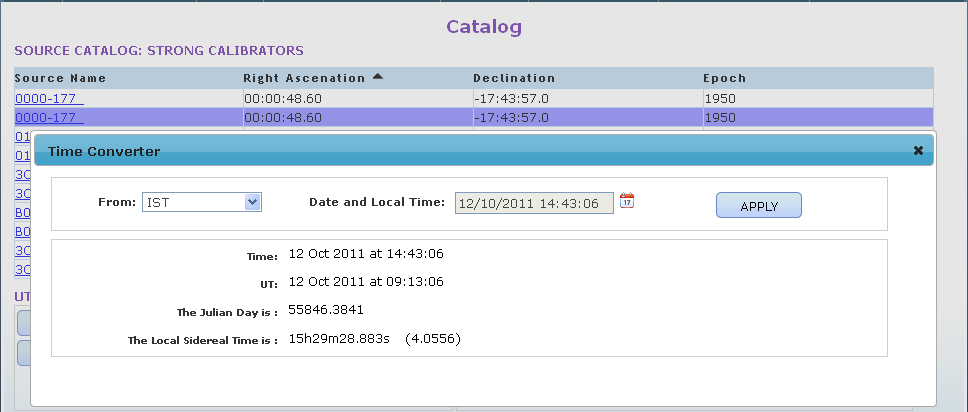 Catalog
SOURCE CATALOG: STRONG CALIBRATORS
Source Name Right Ascenation Declination Epoch
0000-177 00:00:48.60 -17:43:57.0 1950
0000-177 00:00:48.60 -17:43:57.0 1950
01
01
3C
3C
B0
B0
3C
3C
UT
Time Converter
From: IST Date and Local Time: 12/10/2011 14:43:06 17 APPLY
Time: 12 Oct 2011 at 14:43:06
UT: 12 Oct 2011 at 09:13:06
The Julian Day is : 55846.3841
The Local Sidereal Time is : 15h29m28.883s (4.0556)